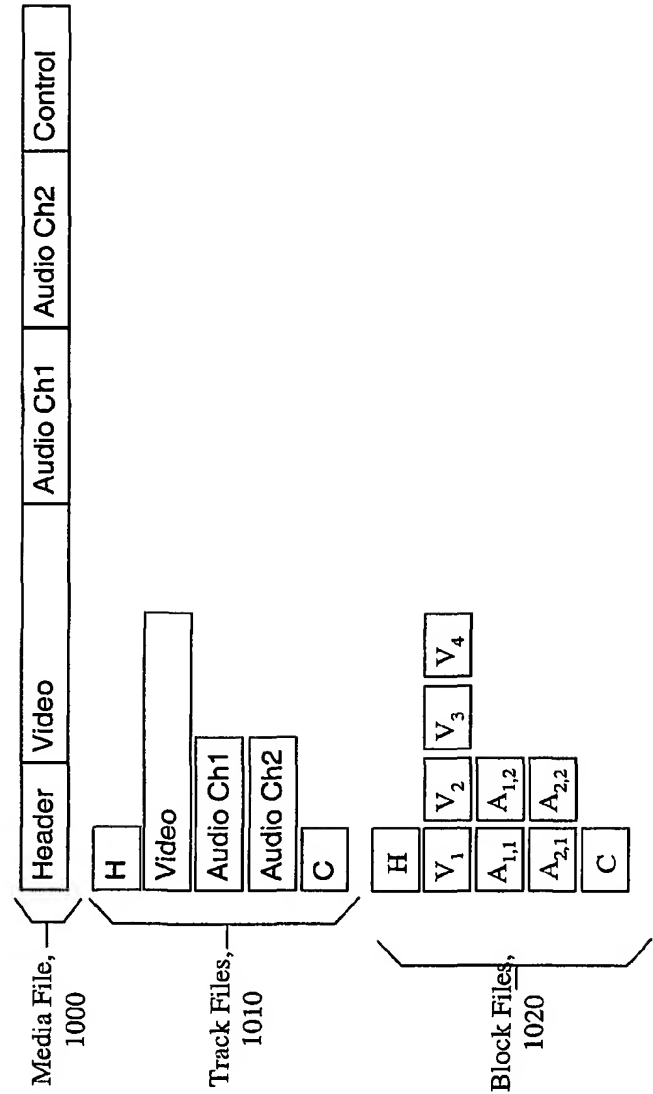 Media File,
1000
Header Video Audio Ch1 Audio Ch2 Control
Track Files,
1010
H
Video
Audio Ch1
Audio Ch2
C
Block Files,
1020
H
V₁ V₂ V₃ V₄
A₁,₁ A₁,₂
A₂,₁ A₂,₂
C